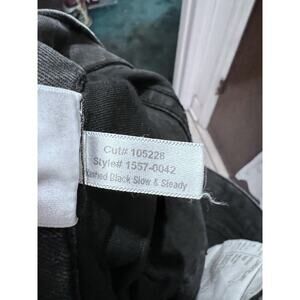 Cut# 105228
Style# 1557-0042
Washed Black Slow & Steady